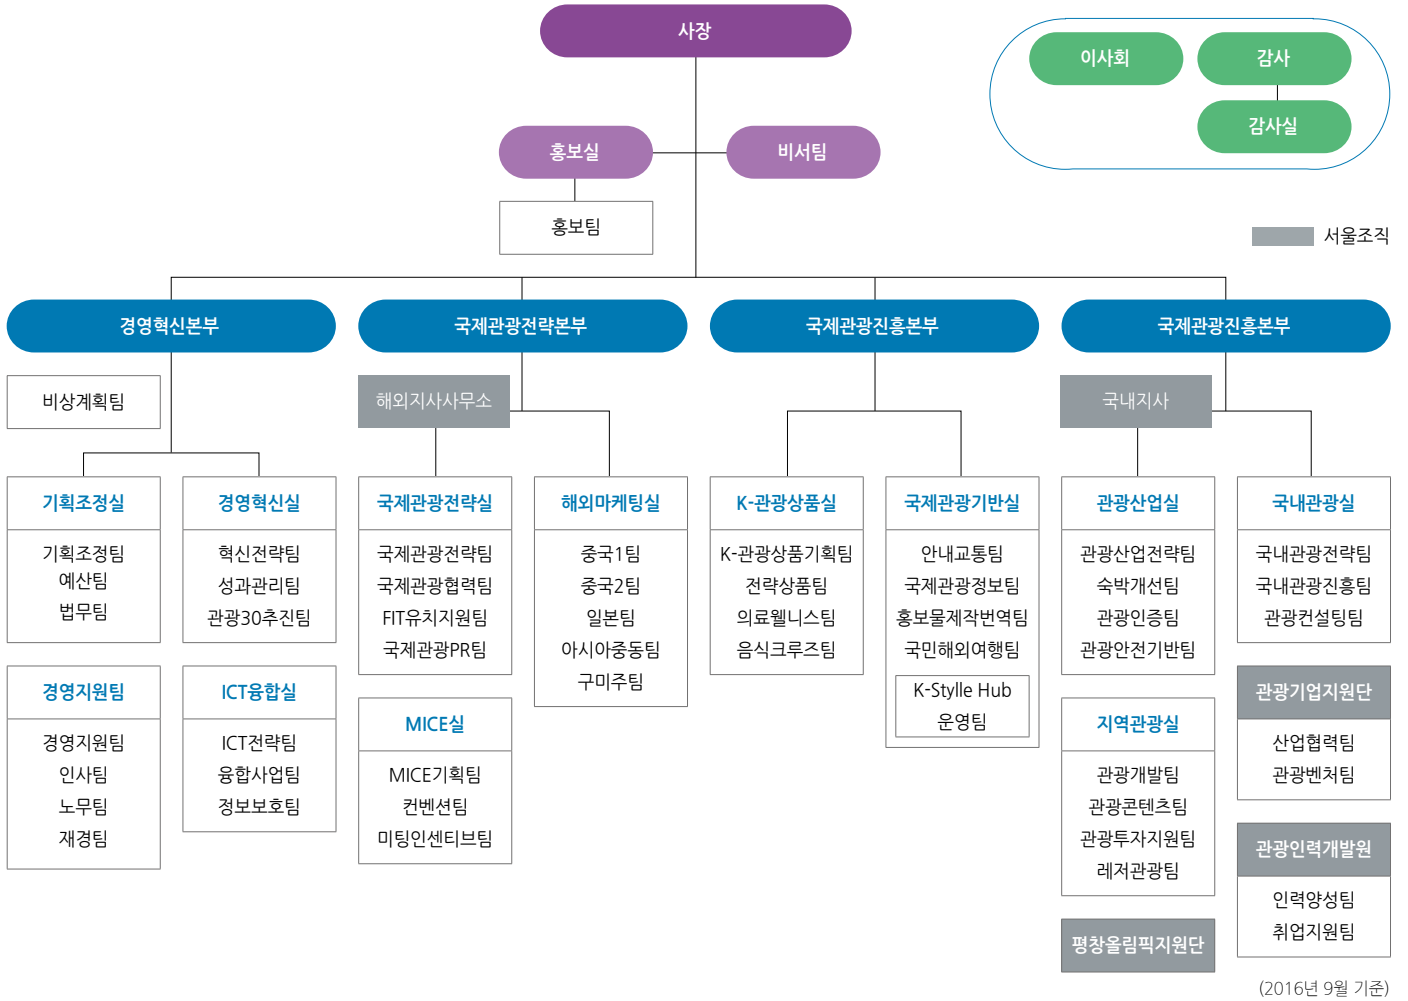 사장
이사회
감사
감사실
홍보실
비서팀
홍보팀
서울조직
경영혁신본부
국제관광전략본부
국제관광진흥본부
국제관광진흥본부
비상계획팀
해외지사사무소
국내지사
기획조정실
기획조정팀
예산팀
법무팀
경영혁신실
혁신전략팀
성과관리팀
관광30추진팀
경영지원팀
경영지원팀
인사팀
노무팀
재경팀
ICT융합실
ICT전략팀
융합사업팀
정보보호팀
국제관광전략실
국제관광전략팀
국제관광협력팀
FIT유치지원팀
국제관광PR팀
MICE실
MICE기획팀
컨벤션팀
미팅인센티브팀
해외마케팅실
중국1팀
중국2팀
일본팀
아시아중동팀
구미주팀
K-관광상품실
K-관광상품기획팀
전략상품팀
의료웰니스팀
음식크루즈팀
국제관광기반실
안내교통팀
국제관광정보팀
홍보물제작번역팀
국민해외여행팀
K-Stylle Hub
운영팀
관광산업실
관광산업전략팀
숙박개선팀
관광인증팀
관광안전기반팀
지역관광실
관광개발팀
관광콘텐츠팀
관광투자지원팀
레저관광팀
평창올림픽지원단
국내관광실
국내관광전략팀
국내관광진흥팀
관광컨설팅팀
관광기업지원단
산업협력팀
관광벤처팀
관광인력개발원
인력양성팀
취업지원팀
(2016년 9월 기준)